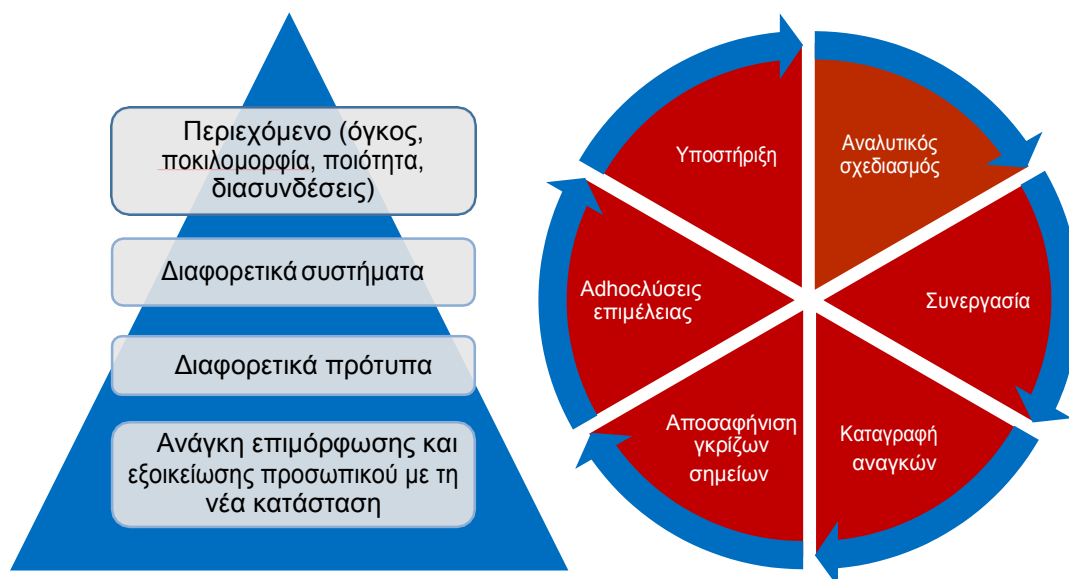 Περιεχόμενο (όγκος,
ποκιλομορφία, ποιότητα,
διασυνδέσεις)
Διαφορετικά συστήματα
Διαφορετικά πρότυπα
Ανάγκη επιμόρφωσης και
εξοικείωσης προσωπικού με τη
νέα κατάσταση
Αναλυτικός
σχεδιασμός
Συνεργασία
Καταγραφή
αναγκών
Αποσαφήνιση
γκρίζων
σημείων
Adhocλύσεις
επιμέλειας
Υποστήριξη